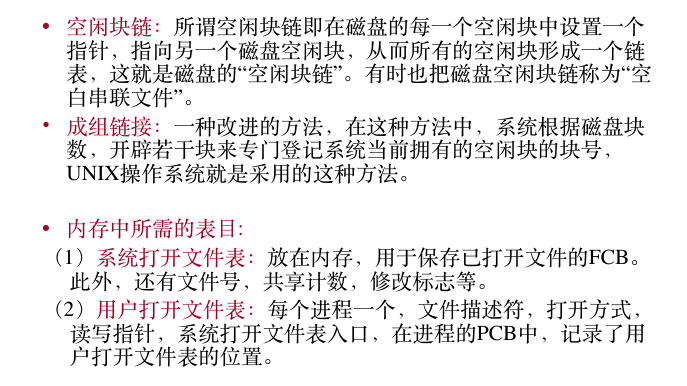 • 空闲块链：所谓空闲块链即在磁盘的每一个空闲块中设置一个
指针，指向另一个磁盘空闲块，从而所有的空闲块形成一个链
表，这就是磁盘的“空闲块链”。有时也把磁盘空闲块链称为“空
白串联文件”。
• 成组链接：一种改进的方法，在这种方法中，系统根据磁盘块
数，开辟若干块来专门登记系统当前拥有的空闲块的块号，
UNIX操作系统就是采用的这种方法。
• 内存中所需的表目:
（1）系统打开文件表：放在内存，用于保存已打开文件的FCB。
此外，还有文件号，共享计数，修改标志等。
（2）用户打开文件表：每个进程一个，文件描述符，打开方式，
读写指针，系统打开文件表入口，在进程的PCB中，记录了用
户打开文件表的位置。